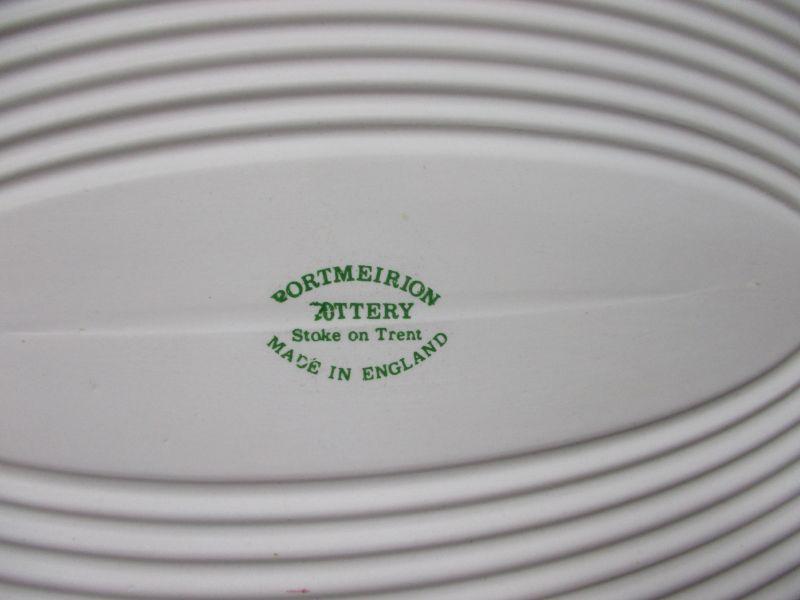 PORTMEIRION
POTTERY
Stoke on Trent
MADE IN ENGLAND